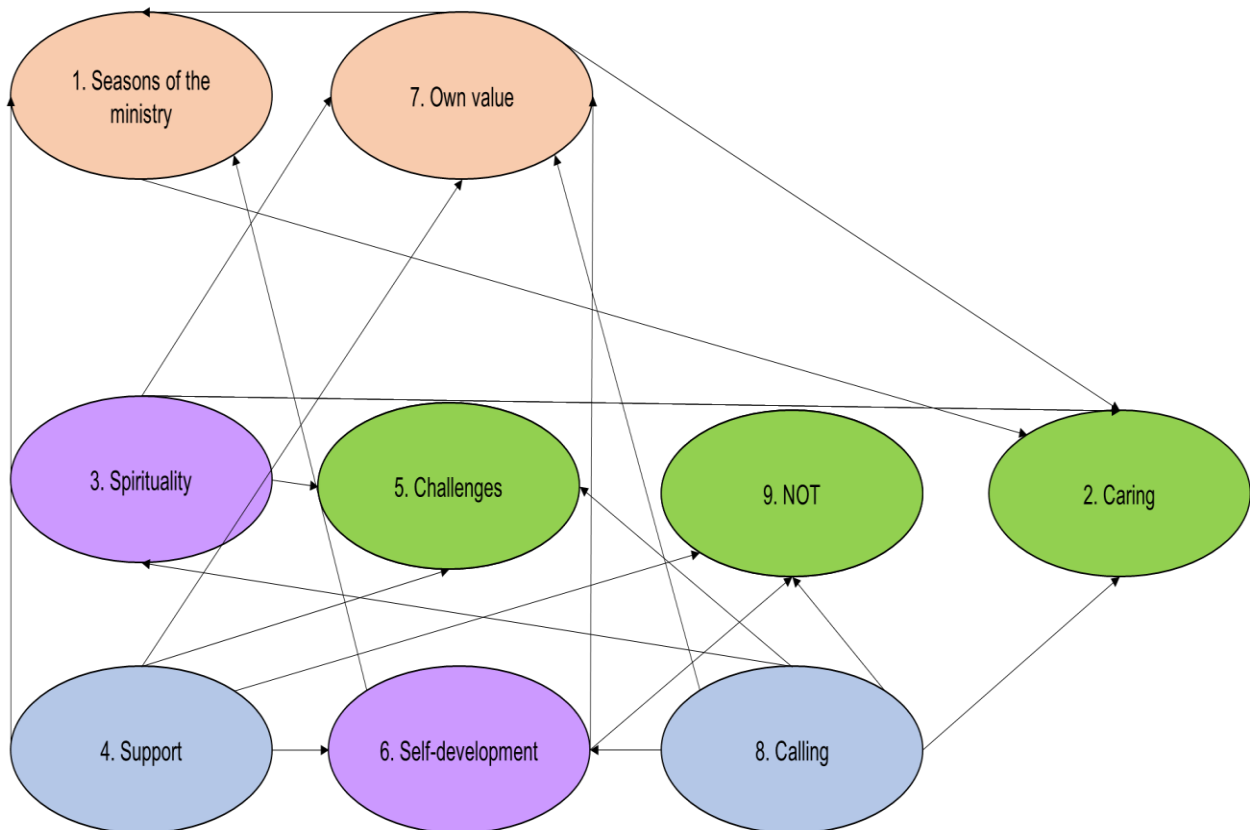 1. Seasons of the
ministry
7. Own value
3. Spirituality
5. Challenges
9. NOT
2. Caring
4. Support
6. Self-development
8. Calling